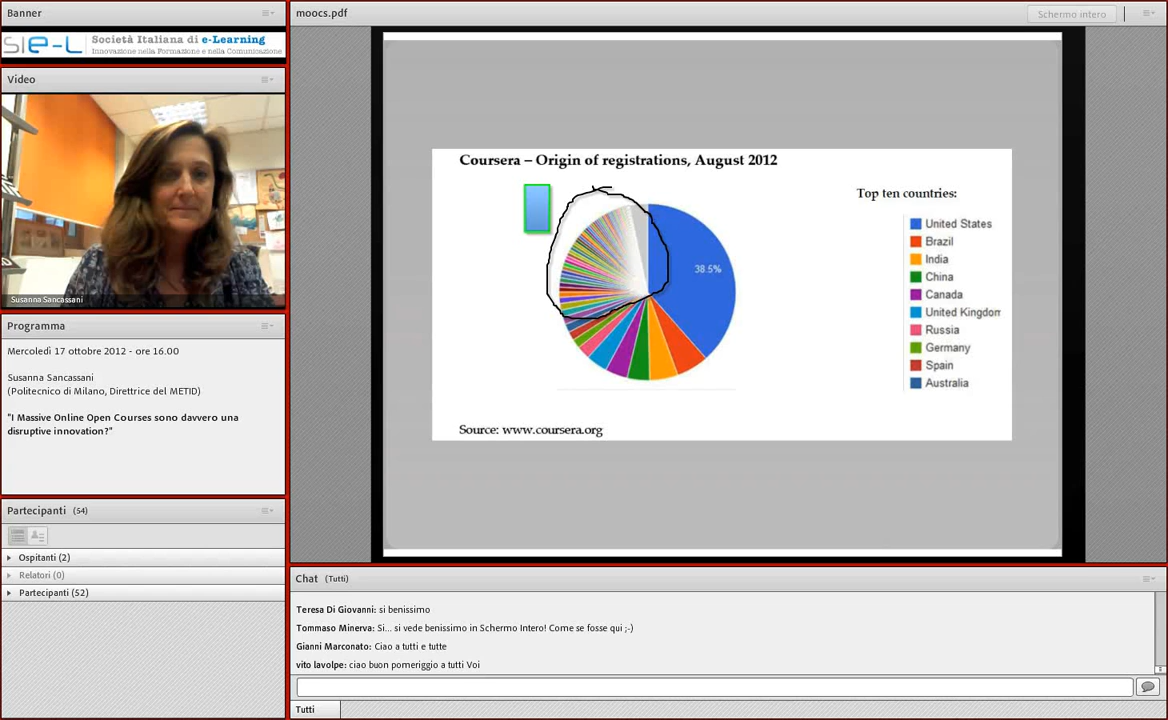 Banner
sie-L Società Italiana di e-Learning
Innovazione nella Formazione e nella Comunicazione
Video
Susanna Sancassani
Programma
Mercoledì 17 ottobre 2012 - ore 16.00
Susanna Sancassani
(Politecnico di Milano, Direttrice del METID)
"I Massive Online Open Courses sono davvero una
disruptive innovation?"
Partecipanti (54)
Ospitanti (2)
Relatori (0)
Partecipanti (52)
moocs.pdf
Schermo intero
Coursera – Origin of registrations, August 2012
Top ten countries:
38.5%
United States
Brazil
India
China
Canada
United Kingdom
Russia
Germany
Spain
Australia
Source: www.coursera.org
Chat (Tutti)
Teresa Di Giovanni: si benissimo
Tommaso Minerva: Si... si vede benissimo in Schermo Intero! Come se fosse qui ;-)
Gianni Marconato: Ciao a tutti e tutte
vito lavolpe: ciao buon pomeriggio a tutti Voi
Tutti